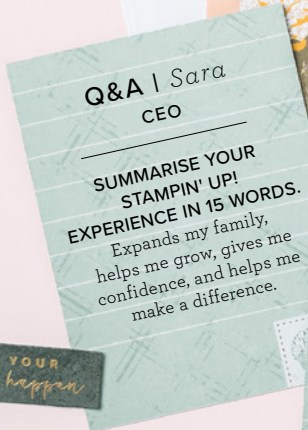 Q&A | Sara
CEO
SUMMARISE YOUR
STAMPIN' UP!
EXPERIENCE IN 15 WORDS.
Expands my family,
helps me grow, gives me
confidence, and helps me
make a difference.
YOUR
happen